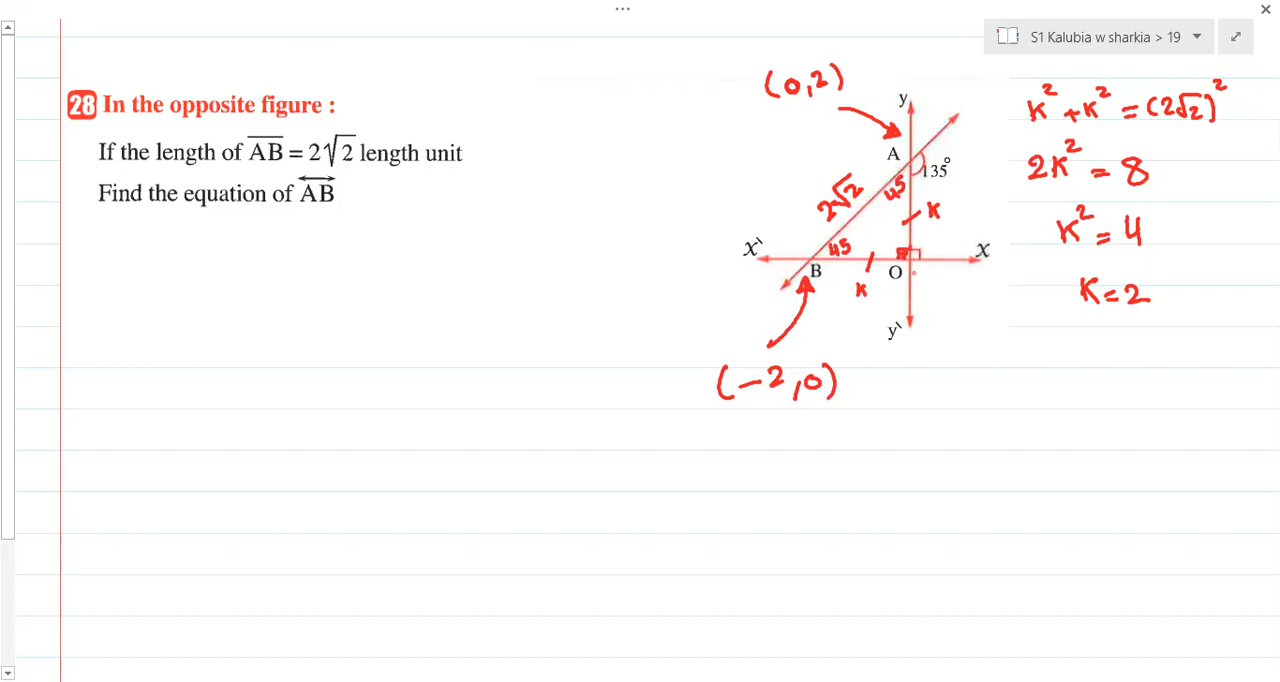 ...
S1 Kalubia w sharkia > 19
28 In the opposite figure :
If the length of A̅B̅ = 2√2 length unit
Find the equation of A͟B͟↔
(0,2)
y
A
135°
45
2√2
K
45
x'
x
B
O
K
y'
(-2,0)
K² + K² = (2√2)²
2K² = 8
K² = 4
K = 2